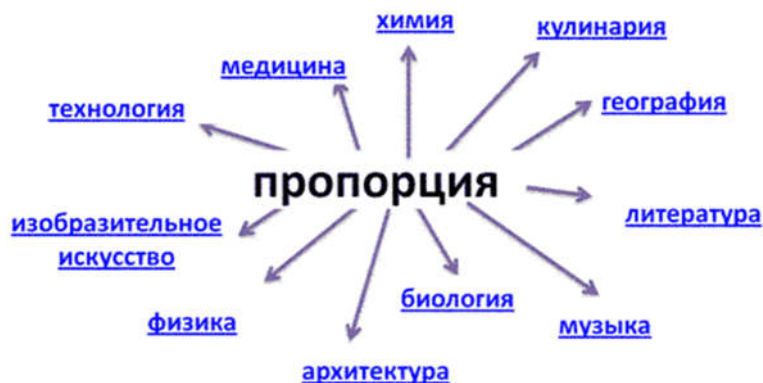 химия
кулинария
медицина
география
технология
пропорция
литература
изобразительное
искусство
биология
физика
музыка
архитектура